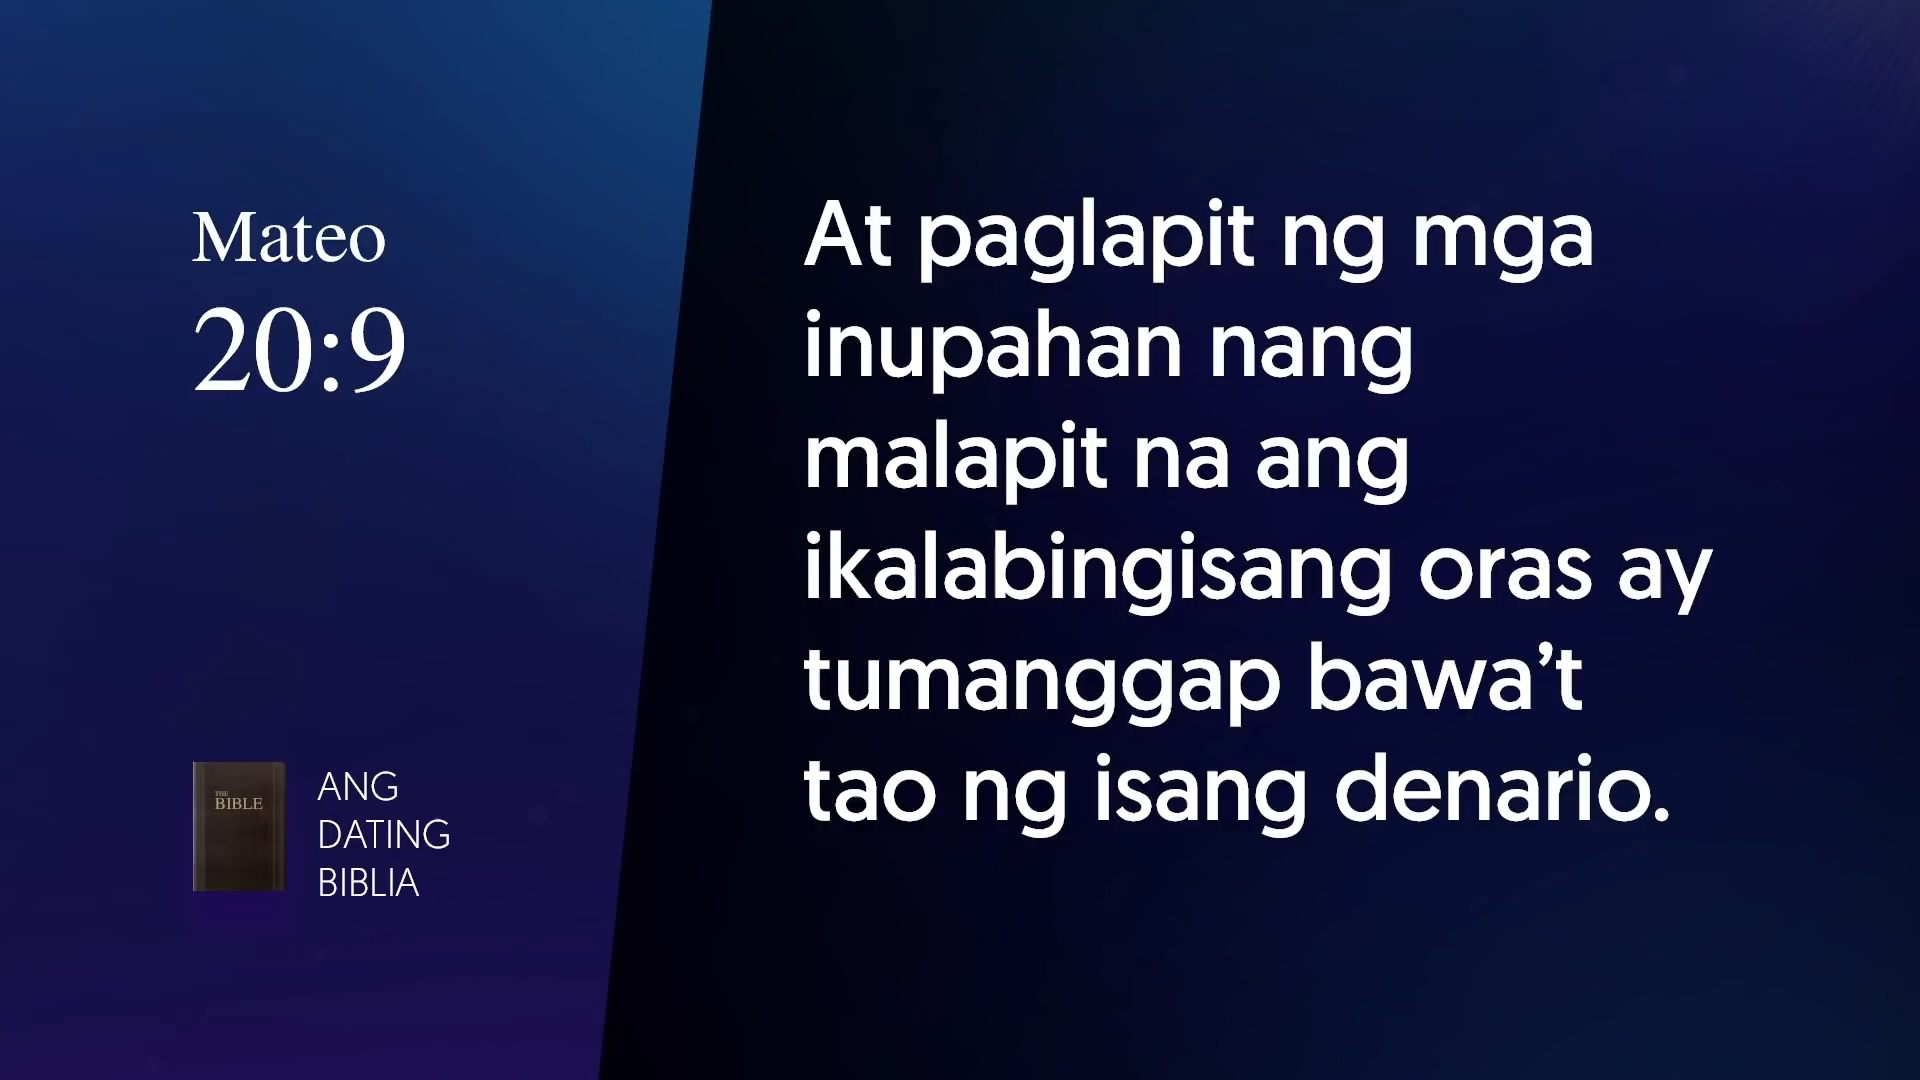 Mateo
20:9
At paglapit ng mga
inupahan nang
malapit na ang
ikalabingisang oras ay
tumanggap bawa’t
tao ng isang denario.
THE
BIBLE
ANG
DATING
BIBLIA